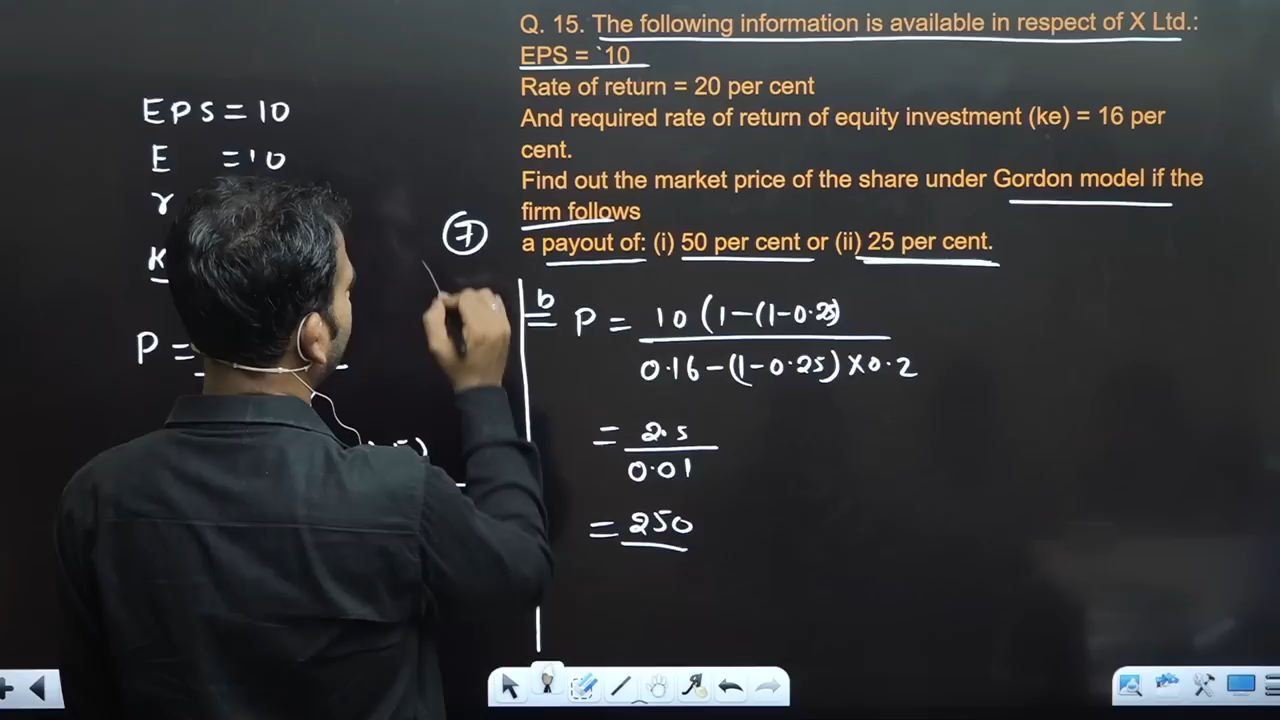 Q. 15. The following information is available in respect of X Ltd.:
EPS = `10
Rate of return = 20 per cent
And required rate of return of equity investment (ke) = 16 per
cent.
Find out the market price of the share under Gordon model if the
firm follows
a payout of: (i) 50 per cent or (ii) 25 per cent.
EPS = 10
E = 10
r
K
P =
7
b P = 10 (1-(1-0.25)
0.16-(1-0.25) X0.2
= 2.5
0.01
= 250